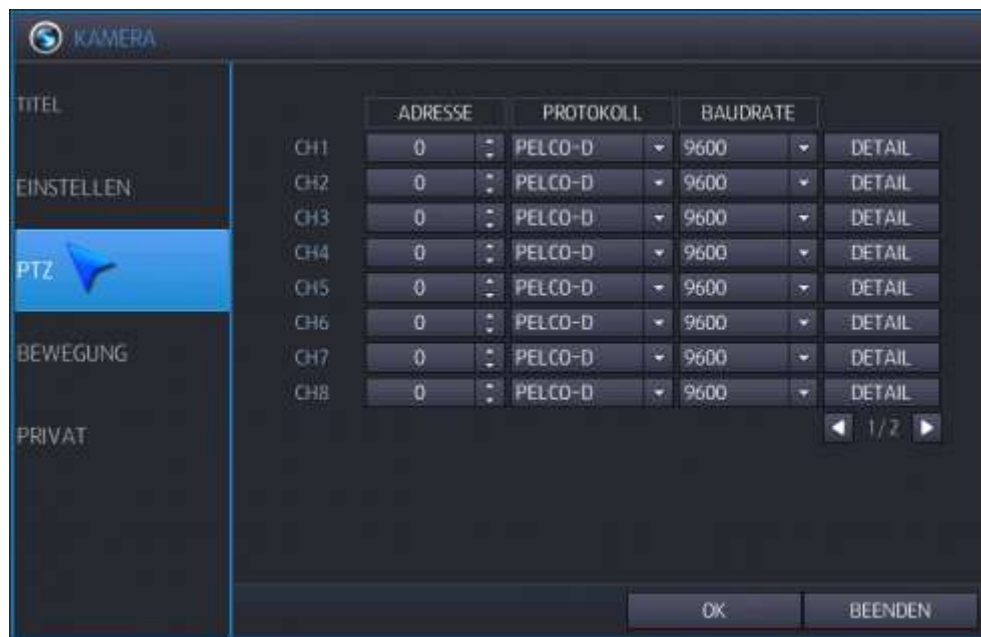 KAMERA
TITEL
EINSTELLEN
PTZ
BEWEGUNG
PRIVAT
ADRESSE PROTOKOLL BAUDRATE
CH1 0 PELCO-D 9600 DETAIL
CH2 0 PELCO-D 9600 DETAIL
CH3 0 PELCO-D 9600 DETAIL
CH4 0 PELCO-D 9600 DETAIL
CH5 0 PELCO-D 9600 DETAIL
CH6 0 PELCO-D 9600 DETAIL
CH7 0 PELCO-D 9600 DETAIL
CH8 0 PELCO-D 9600 DETAIL
1/2
OK BEENDEN